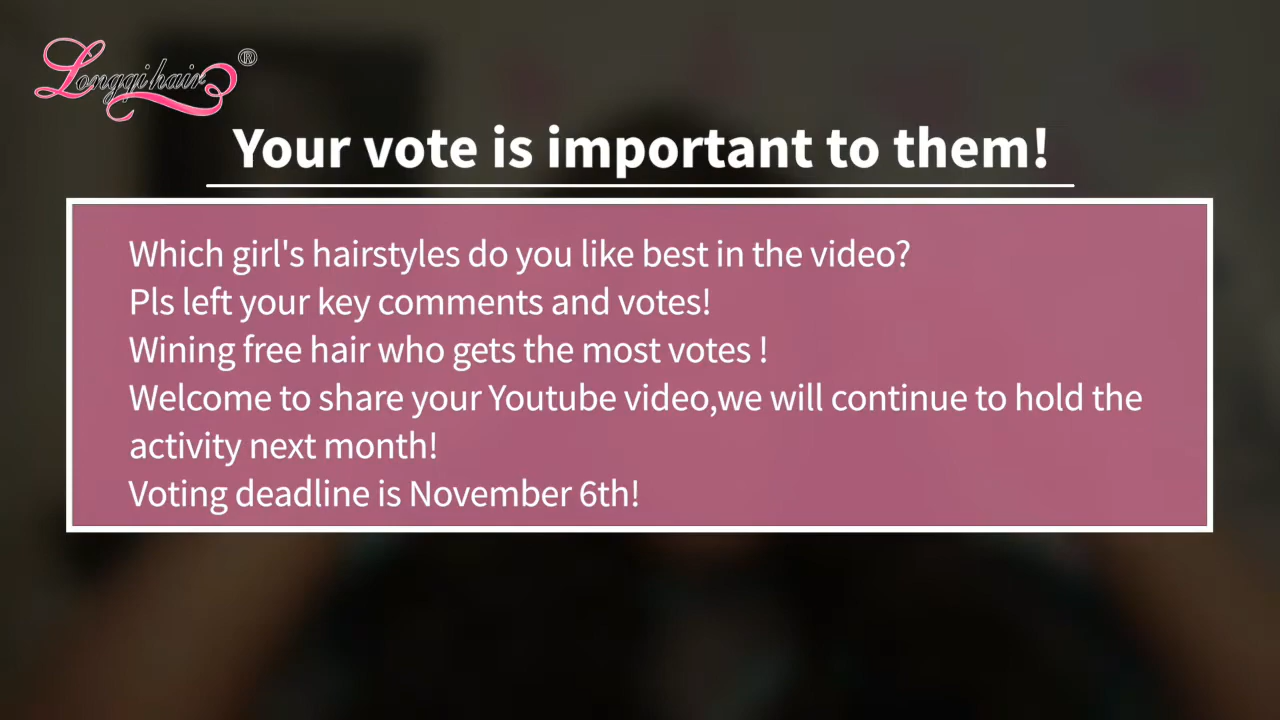 Longqi hair®
Your vote is important to them!
Which girl's hairstyles do you like best in the video?
Pls left your key comments and votes!
Wining free hair who gets the most votes !
Welcome to share your Youtube video,we will continue to hold the
activity next month!
Voting deadline is November 6th!